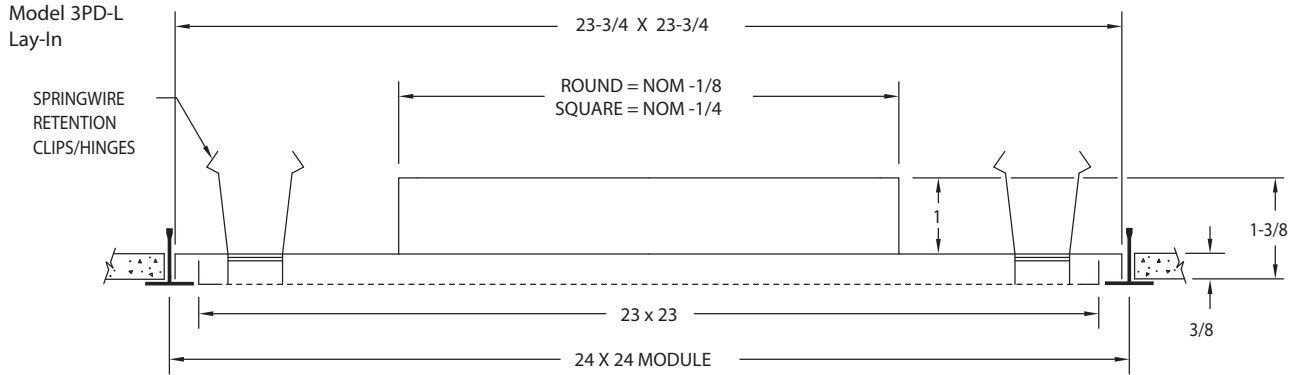 Model 3PD-L
Lay-In
23-3/4 X 23-3/4
ROUND = NOM -1/8
SQUARE = NOM -1/4
SPRINGWIRE
RETENTION
CLIPS/HINGES
1
1-3/8
3/8
23 x 23
24 X 24 MODULE